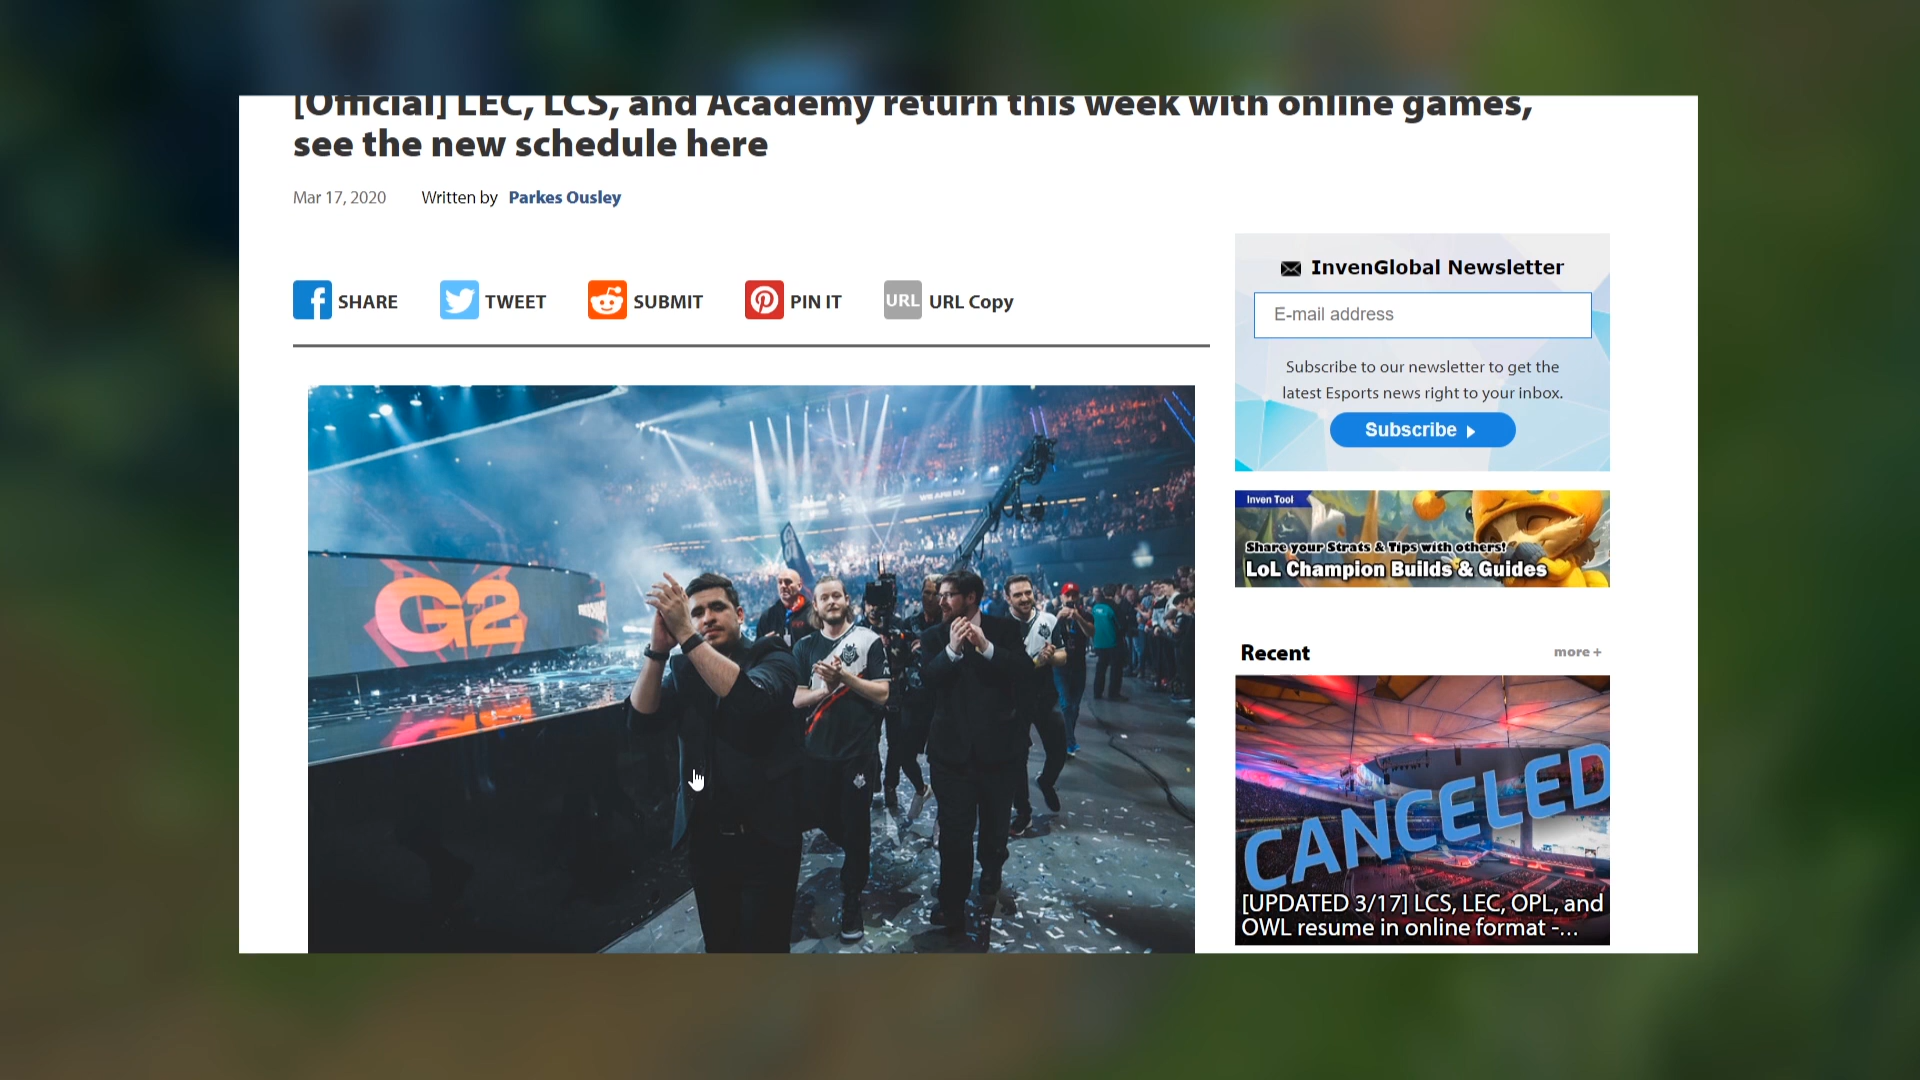 [Official] LEC, LCS, and Academy return this week with online games,
see the new schedule here
Mar 17, 2020 Written by Parkes Ousley
SHARE TWEET SUBMIT PIN IT URL URL Copy
InvenGlobal Newsletter
E-mail address
Subscribe to our newsletter to get the
latest Esports news right to your inbox.
Subscribe
Inven Tool
Share your Strats & Tips with others!
LoL Champion Builds & Guides
G2
WE ARE EU
Recent more +
CANCELED
[UPDATED 3/17] LCS, LEC, OPL, and
OWL resume in online format -...